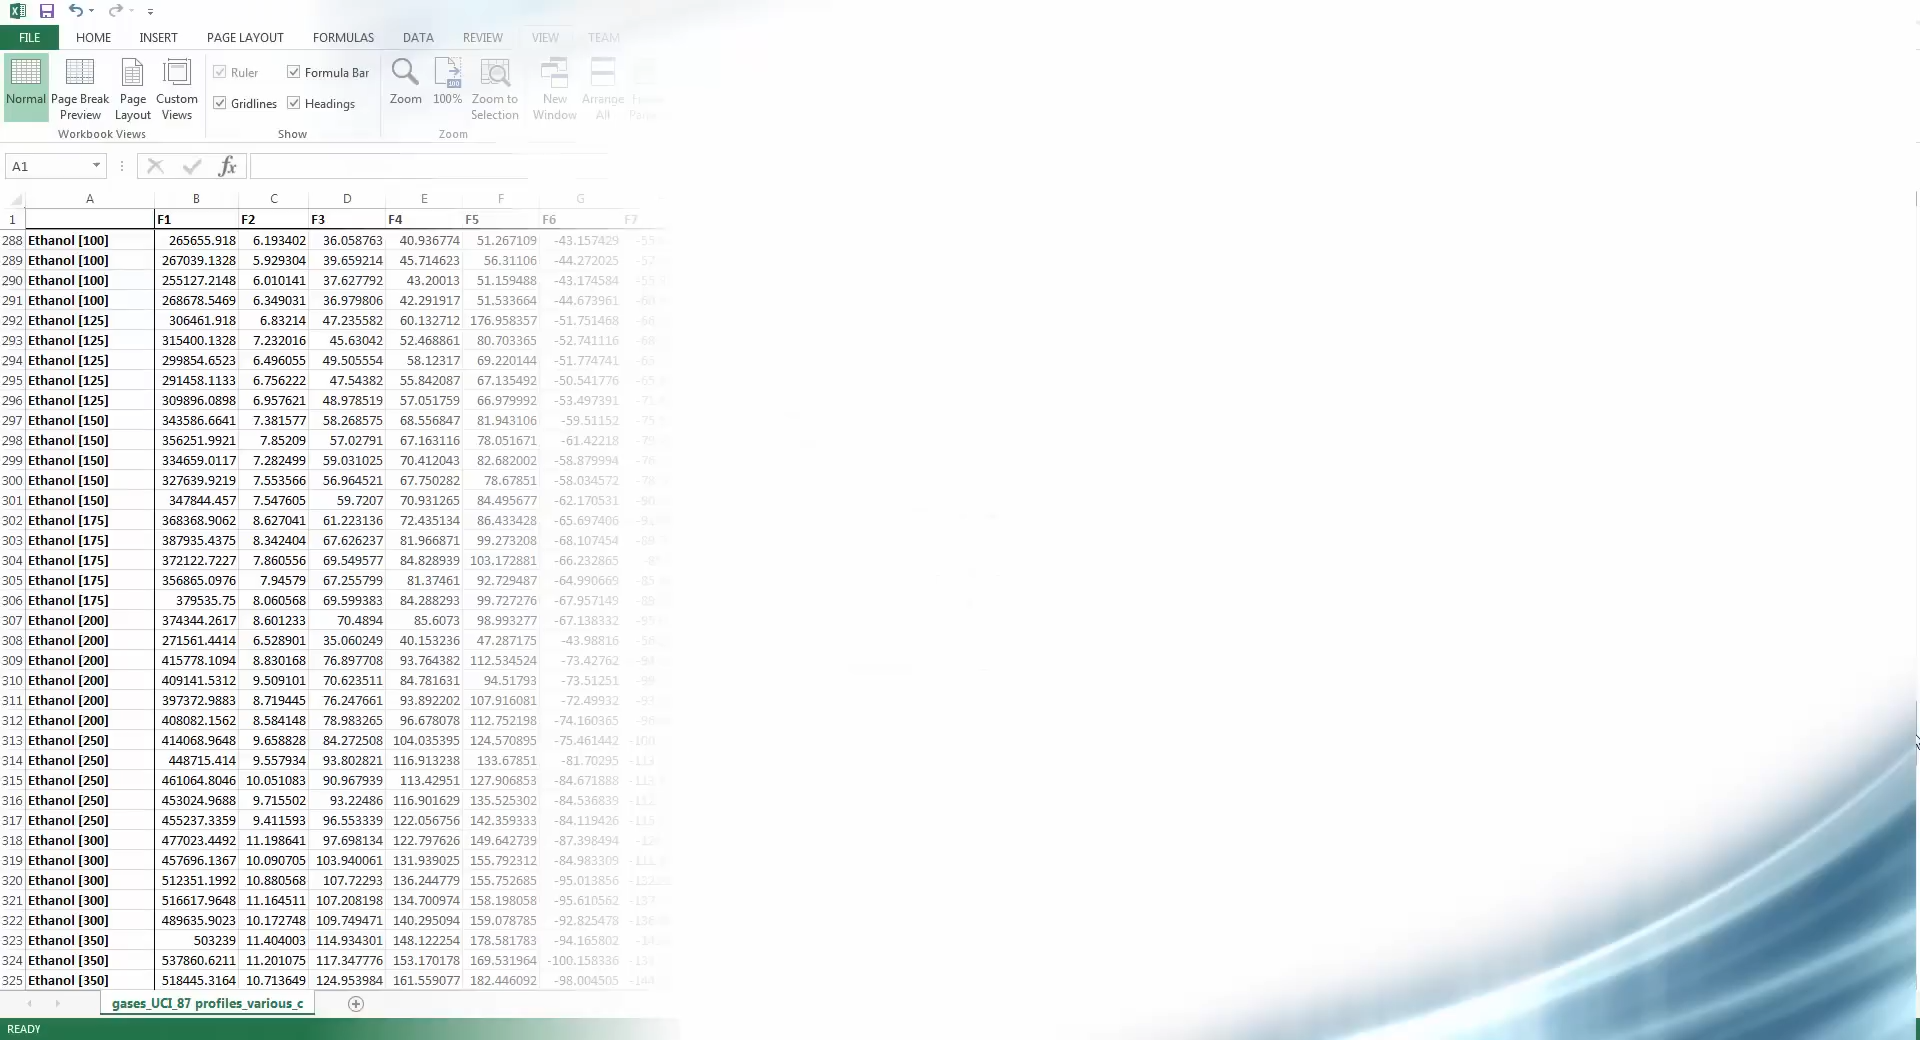 FILE HOME INSERT PAGE LAYOUT FORMULAS DATA REVIEW VIEW TEAM
Normal Page Break Preview Page Layout Custom Views Ruler Formula Bar Gridlines Headings Zoom 100% Zoom to Selection New Window Arrange All
Workbook Views Show Zoom
A1 fx
A B C D E F G
1 F1 F2 F3 F4 F5 F6 F7
288 Ethanol [100] 265655.918 6.193402 36.058763 40.936774 51.267109 -43.157429
289 Ethanol [100] 267039.1328 5.929304 39.659214 45.714623 56.31106 -44.272025
290 Ethanol [100] 255127.2148 6.010141 37.627792 43.20013 51.159488 -43.174584
291 Ethanol [100] 268678.5469 6.349031 36.979806 42.291917 51.533664 -44.673961
292 Ethanol [125] 306461.918 6.83214 47.235582 60.132712 176.958357 -51.751468
293 Ethanol [125] 315400.1328 7.232016 45.63042 52.468861 80.703365 -52.741116
294 Ethanol [125] 299854.6523 6.496055 49.505554 58.12317 69.220144 -51.774741
295 Ethanol [125] 291458.1133 6.756222 47.54382 55.842087 67.135492 -50.541776
296 Ethanol [125] 309896.0898 6.957621 48.978519 57.051759 66.979992 -53.497391
297 Ethanol [150] 343586.6641 7.381577 58.268575 68.556847 81.943106 -59.51152
298 Ethanol [150] 356251.9921 7.85209 57.02791 67.163116 78.051671 -61.42218
299 Ethanol [150] 334659.0117 7.282499 59.031025 70.412043 82.682002 -58.879994
300 Ethanol [150] 327639.9219 7.553566 56.964521 67.750282 78.67851 -58.034572
301 Ethanol [150] 347844.457 7.547605 59.7207 70.931265 84.495677 -62.170531
302 Ethanol [175] 368368.9062 8.627041 61.223136 72.435134 86.433428 -65.697406
303 Ethanol [175] 387935.4375 8.342404 67.626237 81.966871 99.273208 -68.107454
304 Ethanol [175] 372122.7227 7.860556 69.549577 84.828939 103.172881 -66.232865
305 Ethanol [175] 356865.0976 7.94579 67.255799 81.37461 92.729487 -64.990669
306 Ethanol [175] 379535.75 8.060568 69.599383 84.288293 99.727276 -67.957149
307 Ethanol [200] 374344.2617 8.601233 70.4894 85.6073 98.993277 -67.138332
308 Ethanol [200] 271561.4414 6.528901 35.060249 40.153236 47.287175 -43.98816
309 Ethanol [200] 415778.1094 8.830168 76.897708 93.764382 112.534524 -73.42762
310 Ethanol [200] 409141.5312 9.509101 70.623511 84.781631 94.51793 -73.51251
311 Ethanol [200] 397372.9883 8.719445 76.247661 93.892202 107.916081 -72.49932
312 Ethanol [200] 408082.1562 8.584148 78.983265 96.678078 112.752198 -74.160365
313 Ethanol [250] 414068.9648 9.658828 84.272508 104.035395 124.570895 -75.461442
314 Ethanol [250] 448715.414 9.557934 93.802821 116.913238 133.67851 -81.70295
315 Ethanol [250] 461064.8046 10.051083 90.967939 113.42951 127.906853 -84.671888
316 Ethanol [250] 453024.9688 9.715502 93.22486 116.901629 135.525302 -84.536839
317 Ethanol [250] 455237.3359 9.411593 96.553339 122.056756 142.359333 -84.119426
318 Ethanol [300] 477023.4492 11.198641 97.698134 122.797626 149.642739 -87.398494
319 Ethanol [300] 457696.1367 10.090705 103.940061 131.939025 155.792312 -84.983309
320 Ethanol [300] 512351.1992 10.880568 107.72293 136.244779 155.752685 -95.013856
321 Ethanol [300] 516617.9648 11.164511 107.208198 134.700974 158.198058 -95.610562
322 Ethanol [300] 489635.9023 10.172748 109.749471 140.295094 159.078785 -92.825478
323 Ethanol [350] 503239 11.404003 114.934301 148.122254 178.581783 -94.165802
324 Ethanol [350] 537860.6211 11.201075 117.347776 153.170178 169.531964 -100.158336
325 Ethanol [350] 518445.3164 10.713649 124.953984 161.559077 182.446092 -98.004505
gases_UCI_87 profiles_various_c
READY